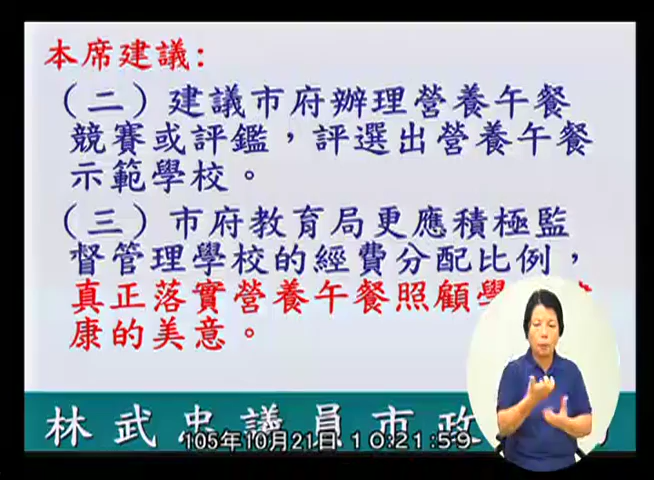 本席建議:
（二）建議市府辦理營養午餐
競賽或評鑑，評選出營養午餐
示範學校。
（三）市府教育局更應積極監
督管理學校的經費分配比例，
真正落實營養午餐照顧學
康的美意。
林武忠議員市政
105年10月21日 10:21:59